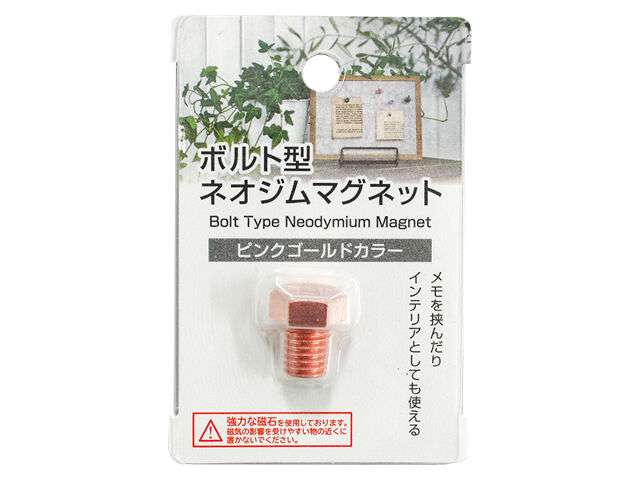 ボルト型
ネオジムマグネット
Bolt Type Neodymium Magnet
ピンクゴールドカラー
メモを挟んだり
インテリアとしても使える
強力な磁石を使用しております。
磁気の影響を受けやすい物の近くに
置かないでください。